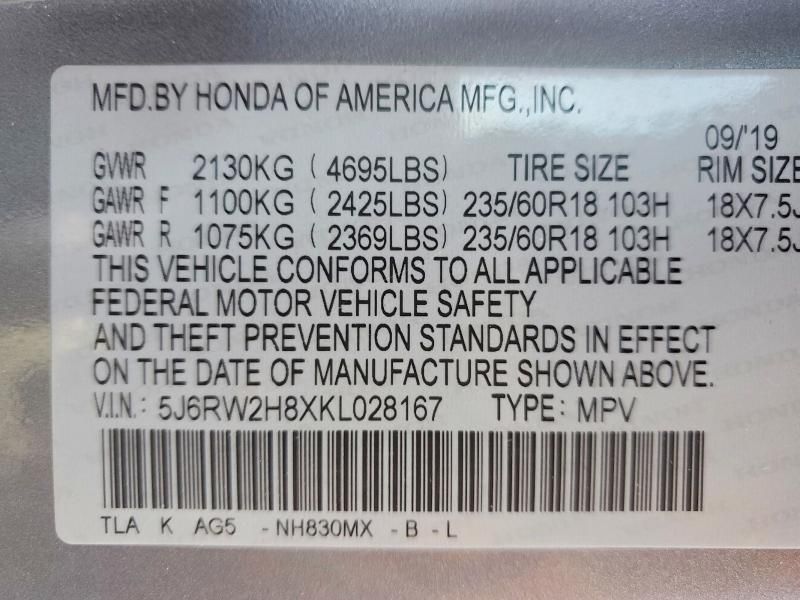 MFD.BY HONDA OF AMERICA MFG.,INC.
09/'19
GVWR 2130KG ( 4695LBS) TIRE SIZE RIM SIZE
GAWR F 1100KG ( 2425LBS) 235/60R18 103H 18X7.5J
GAWR R 1075KG ( 2369LBS) 235/60R18 103H 18X7.5J
THIS VEHICLE CONFORMS TO ALL APPLICABLE
FEDERAL MOTOR VEHICLE SAFETY
AND THEFT PREVENTION STANDARDS IN EFFECT
ON THE DATE OF MANUFACTURE SHOWN ABOVE.
V.I.N.: 5J6RW2H8XKL028167 TYPE: MPV
TLA K AG5 -NH830MX -B -L